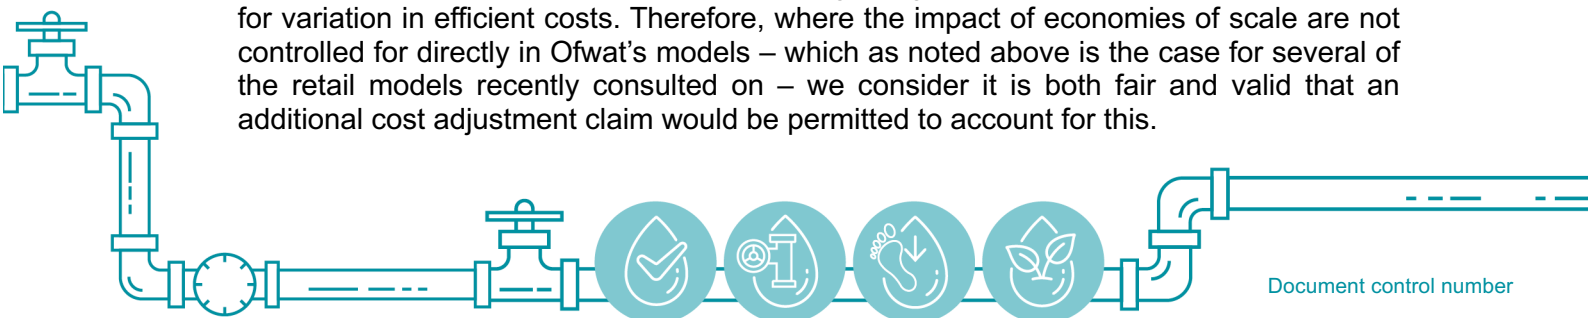 for variation in efficient costs. Therefore, where the impact of economies of scale are not
controlled for directly in Ofwat’s models – which as noted above is the case for several of
the retail models recently consulted on – we consider it is both fair and valid that an
additional cost adjustment claim would be permitted to account for this.
Document control number